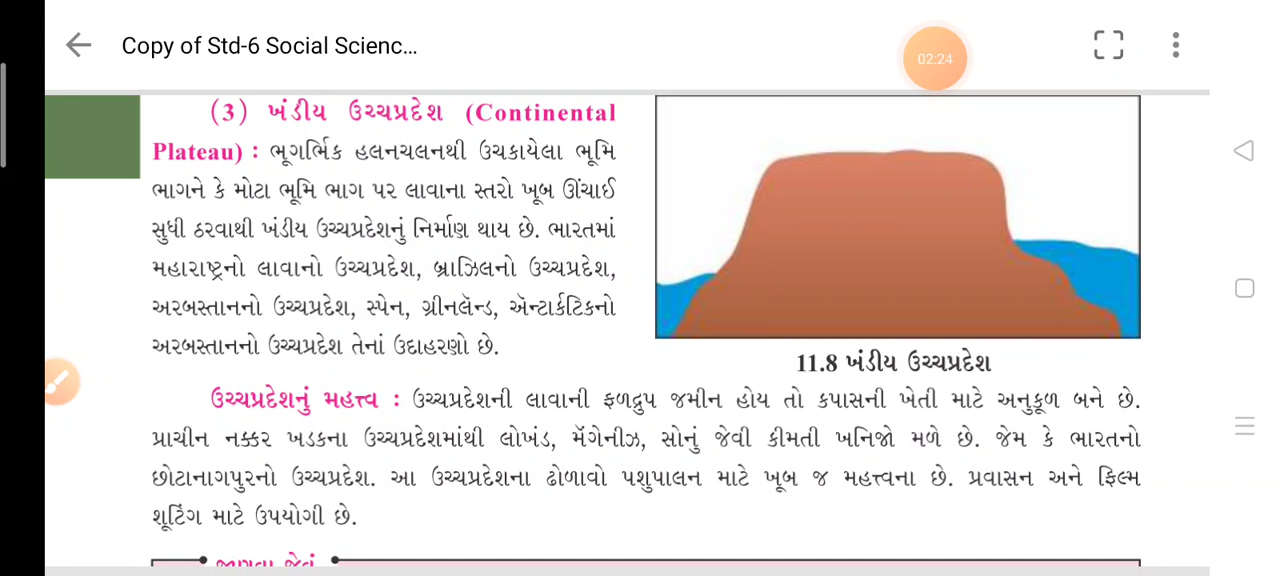 Copy of Std-6 Social Scienc...
02:24
(3) ખંડીય ઉચ્ચપ્રદેશ (Continental
Plateau) : ભૂગર્ભિક હલનચલનથી ઉચકાયેલા ભૂમિ
ભાગને કે મોટા ભૂમિ ભાગ પર લાવાના સ્તરો ખૂબ ઊંચાઈ
સુધી ઠરવાથી ખંડીય ઉચ્ચપ્રદેશનું નિર્માણ થાય છે. ભારતમાં
મહારાષ્ટ્રનો લાવાનો ઉચ્ચપ્રદેશ, બ્રાઝિલનો ઉચ્ચપ્રદેશ,
અરબસ્તાનનો ઉચ્ચપ્રદેશ, સ્પેન, ગ્રીનલૅન્ડ, ઍન્ટાર્કટિકનો
અરબસ્તાનનો ઉચ્ચપ્રદેશ તેનાં ઉદાહરણો છે.
11.8 ખંડીય ઉચ્ચપ્રદેશ
ઉચ્ચપ્રદેશનું મહત્ત્વ : ઉચ્ચપ્રદેશની લાવાની ફળદ્રુપ જમીન હોય તો કપાસની ખેતી માટે અનુકૂળ બને છે.
પ્રાચીન નક્કર ખડકના ઉચ્ચપ્રદેશમાંથી લોખંડ, મૅંગેનીઝ, સોનું જેવી કીમતી ખનિજો મળે છે. જેમ કે ભારતનો
છોટાનાગપુરનો ઉચ્ચપ્રદેશ. આ ઉચ્ચપ્રદેશના ઢોળાવો પશુપાલન માટે ખૂબ જ મહત્ત્વના છે. પ્રવાસન અને ફિલ્મ
શૂટિંગ માટે ઉપયોગી છે.
જાણવા જેવું